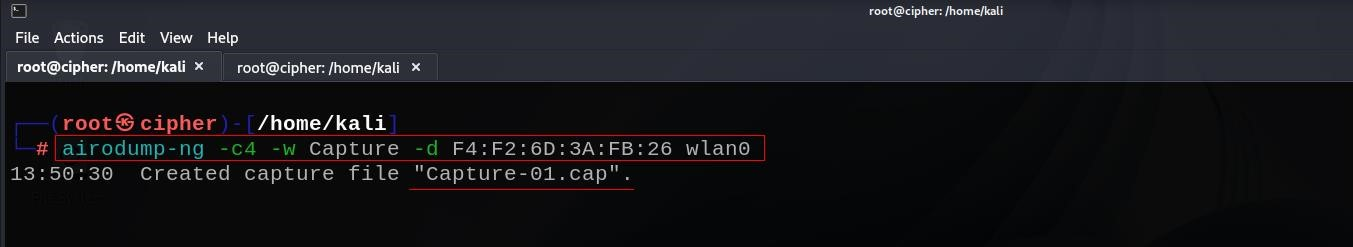 root@cipher: /home/kali
File Actions Edit View Help
root@cipher: /home/kali × root@cipher: /home/kali ×
┌──(root㉿cipher)-[/home/kali]
└─# airodump-ng -c4 -w Capture -d F4:F2:6D:3A:FB:26 wlan0
13:50:30  Created capture file "Capture-01.cap".